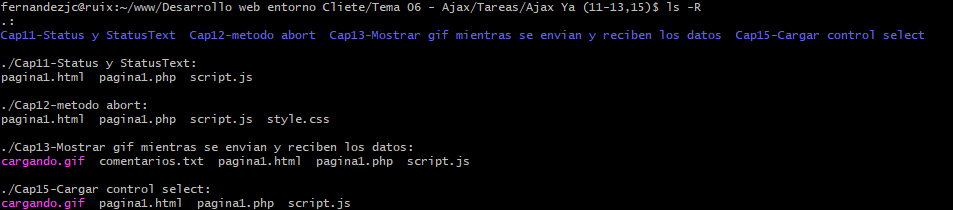 fernandezjc@ruix:~/www/Desarrollo web entorno Cliete/Tema 06 - Ajax/Tareas/Ajax Ya (11-13,15)$ ls -R
.:
Cap11-Status y StatusText  Cap12-metodo abort  Cap13-Mostrar gif mientras se envian y reciben los datos  Cap15-Cargar control select

./Cap11-Status y StatusText:
pagina1.html  pagina1.php  script.js

./Cap12-metodo abort:
pagina1.html  pagina1.php  script.js  style.css

./Cap13-Mostrar gif mientras se envian y reciben los datos:
cargando.gif  comentarios.txt  pagina1.html  pagina1.php  script.js

./Cap15-Cargar control select:
cargando.gif  pagina1.html  pagina1.php  script.js